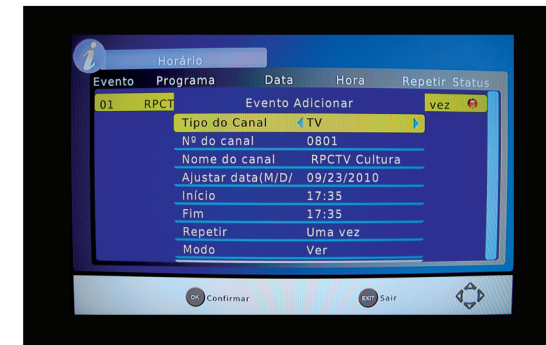 i
Horário
Evento Programa Data Hora Repetir Status
01 RPCT vez
Evento Adicionar
Tipo do Canal TV
Nº do canal 0801
Nome do canal RPCTV Cultura
Ajustar data(M/D/ 09/23/2010
Início 17:35
Fim 17:35
Repetir Uma vez
Modo Ver
OK Confirmar EXIT Sair